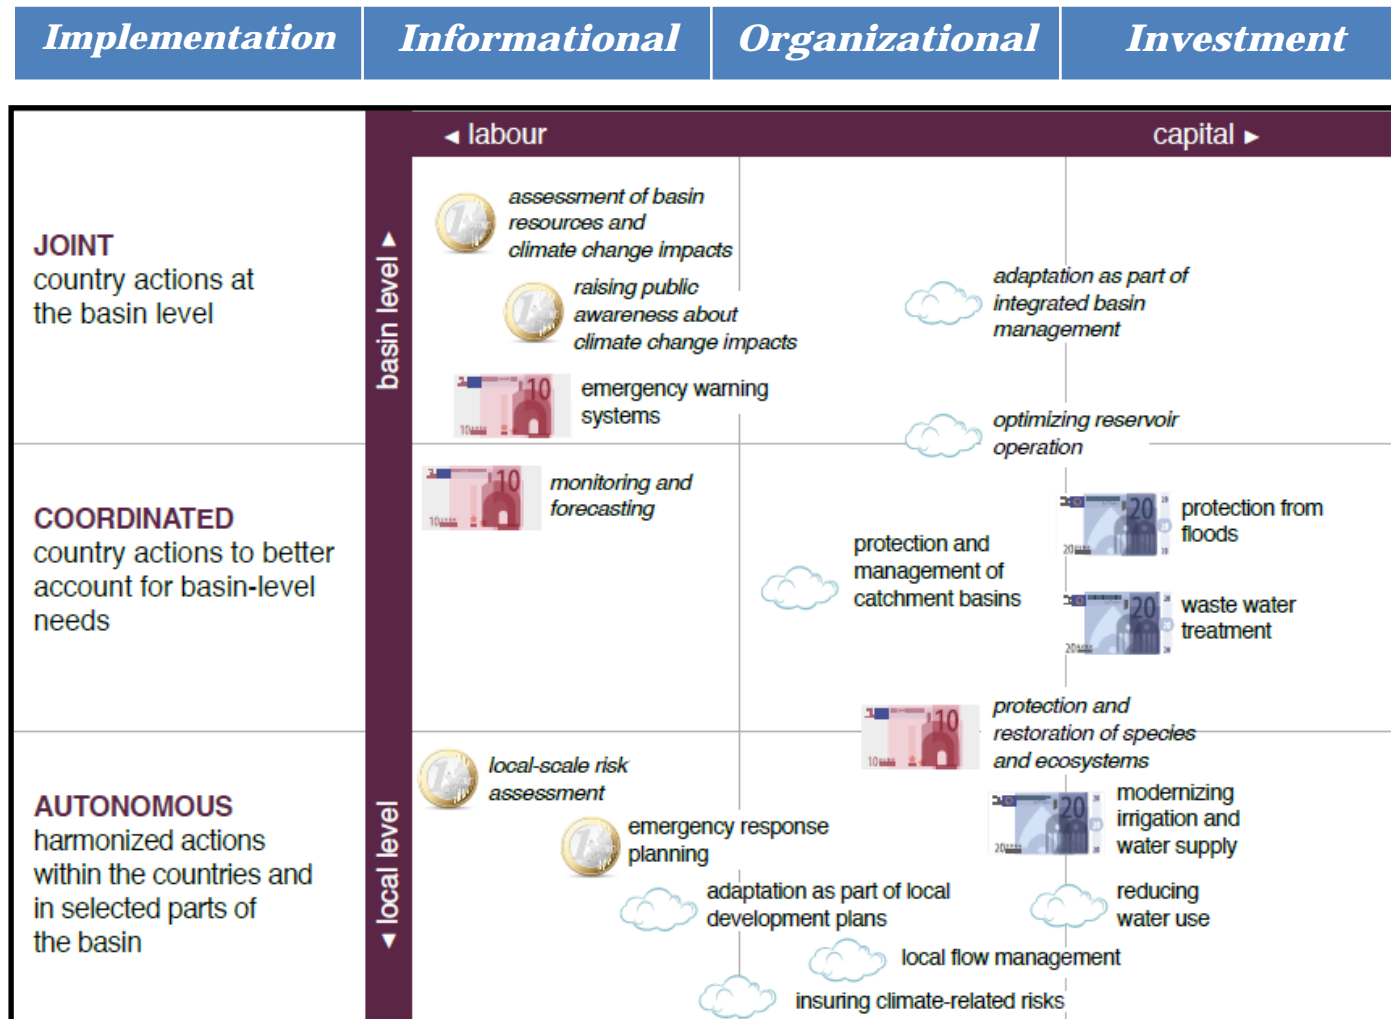 Implementation
Informational
Organizational
Investment
◄ labour
capital ►
basin level ►
◄ local level
JOINT
country actions at
the basin level
assessment of basin
resources and
climate change impacts
raising public
awareness about
climate change impacts
10
emergency warning
systems
adaptation as part of
integrated basin
management
optimizing reservoir
operation
COORDINATED
country actions to better
account for basin-level
needs
10
monitoring and
forecasting
protection and
management of
catchment basins
20
protection from
floods
20
waste water
treatment
10
protection and
restoration of species
and ecosystems
AUTONOMOUS
harmonized actions
within the countries and
in selected parts of
the basin
local-scale risk
assessment
emergency response
planning
20
modernizing
irrigation and
water supply
adaptation as part of local
development plans
reducing
water use
local flow management
insuring climate-related risks